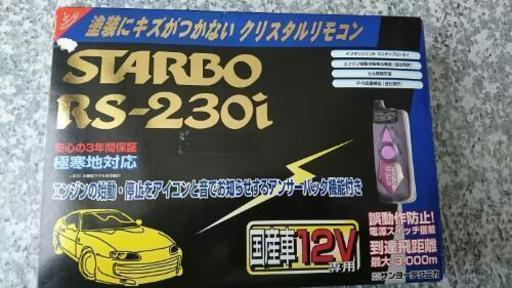 塗装にキズがつかない クリスタルリモコン
STARBO
RS-230i
安心の3年間保証
極寒地対応
エンジンの始動・停止をアイコンと音でお知らせするアンサーバック機能付き
国産車12V専用
誤動作防止!
電源スイッチ搭載
到達飛距離
最大3,000m
サンヨーテクニカ